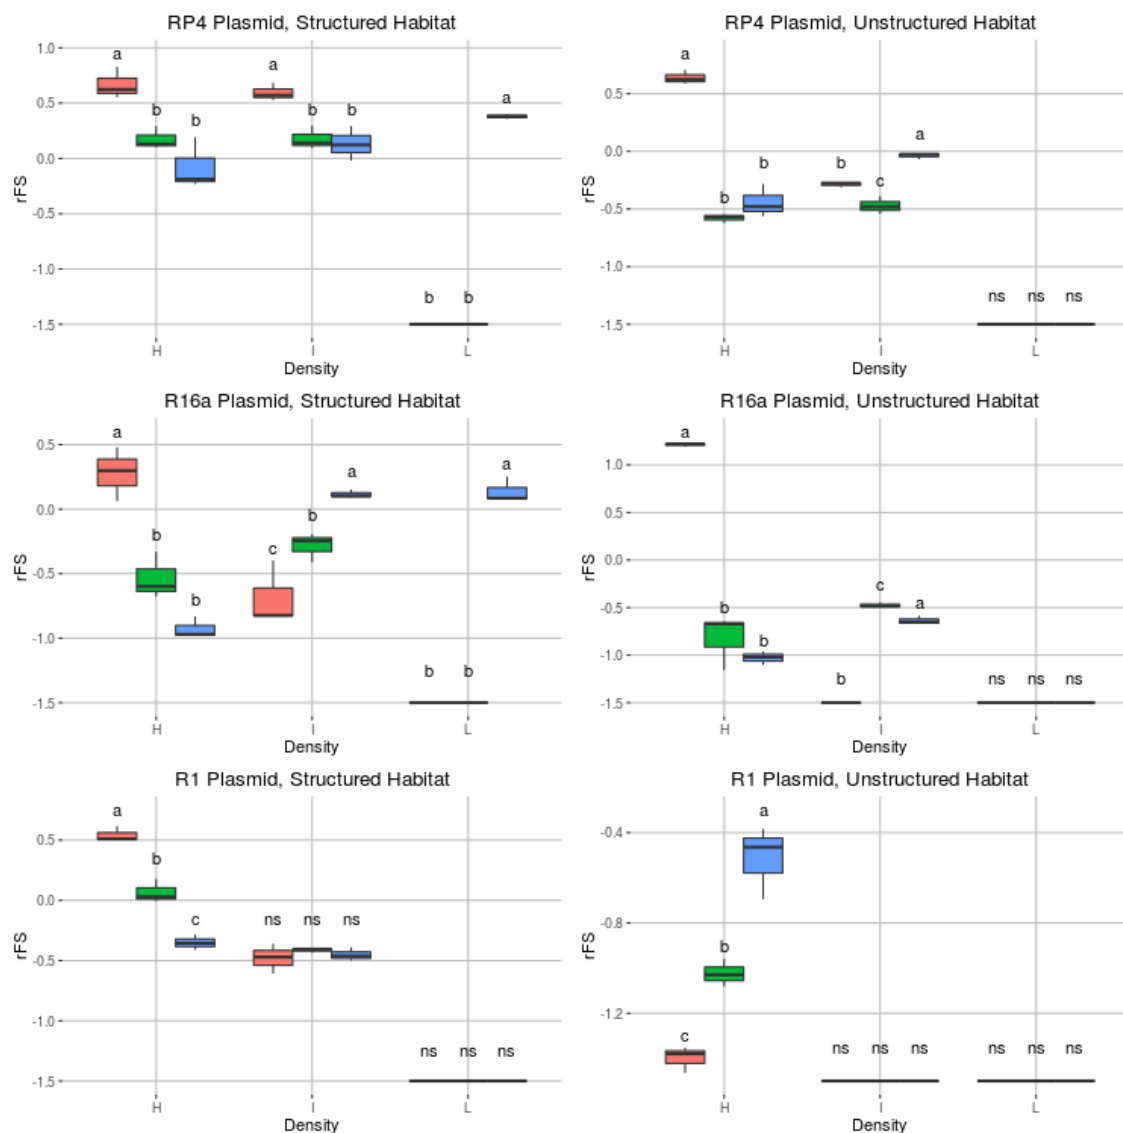 RP4 Plasmid, Structured Habitat
1.0
0.5
0.0
-0.5
-1.0
-1.5
rFS
a
b
b
a
b
b
b
b
a
H
I
L
Density
RP4 Plasmid, Unstructured Habitat
0.5
0.0
-0.5
-1.0
-1.5
rFS
a
b
b
b
c
a
ns
ns
ns
H
I
L
Density
R16a Plasmid, Structured Habitat
0.5
0.0
-0.5
-1.0
-1.5
rFS
a
b
b
c
b
a
b
b
a
H
I
L
Density
R16a Plasmid, Unstructured Habitat
1.0
0.5
0.0
-0.5
-1.0
-1.5
rFS
a
b
b
b
c
a
ns
ns
ns
H
I
L
Density
R1 Plasmid, Structured Habitat
0.5
0.0
-0.5
-1.0
-1.5
rFS
a
b
c
ns
ns
ns
ns
ns
ns
H
I
L
Density
R1 Plasmid, Unstructured Habitat
-0.4
-0.8
-1.2
rFS
c
b
a
ns
ns
ns
ns
ns
ns
H
I
L
Density